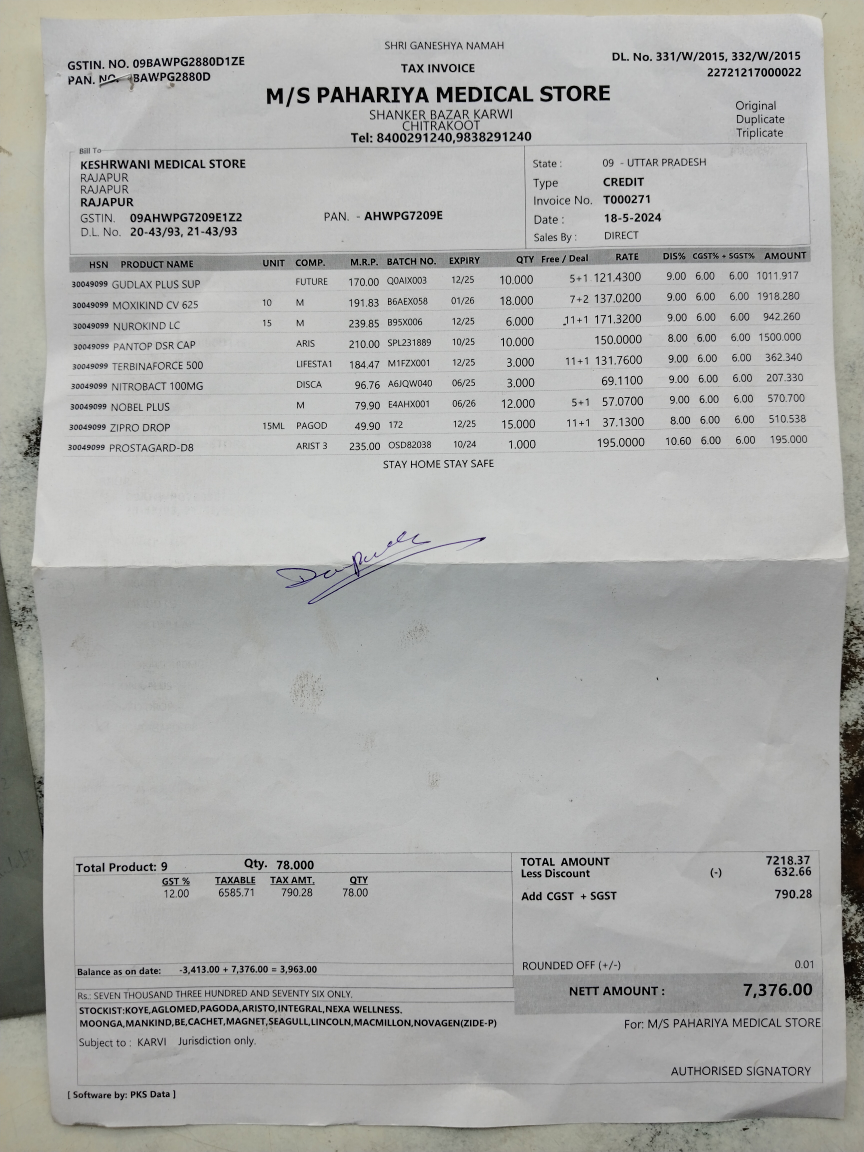 SHRI GANESHYA NAMAH
GSTIN. NO. 09BAWPG2880D1ZE
TAX INVOICE
DL. No. 331/W/2015, 332/W/2015
PAN. NO. BAWPG2880D
22721217000022
M/S PAHARIYA MEDICAL STORE
SHANKER BAZAR KARWI
CHITRAKOOT
Tel: 8400291240,9838291240
Original
Duplicate
Triplicate
Bill To
KESHRWANI MEDICAL STORE
RAJAPUR
RAJAPUR
RAJAPUR
GSTIN. 09AHWPG7209E1Z2 PAN. - AHWPG7209E
D.L. No. 20-43/93, 21-43/93
State : 09 - UTTAR PRADESH
Type CREDIT
Invoice No. T000271
Date : 18-5-2024
Sales By : DIRECT
HSN PRODUCT NAME UNIT COMP. M.R.P. BATCH NO. EXPIRY QTY Free / Deal RATE DIS% CGST% + SGST% AMOUNT
30049099 GUDLAX PLUS SUP FUTURE 170.00 Q0AIX003 12/25 10.000 5+1 121.4300 9.00 6.00 6.00 1011.917
30049099 MOXIKIND CV 625 10 M 191.83 B6AEX058 01/26 18.000 7+2 137.0200 9.00 6.00 6.00 1918.280
30049099 NUROKIND LC 15 M 239.85 B95X006 12/25 6.000 11+1 171.3200 9.00 6.00 6.00 942.260
30049099 PANTOP DSR CAP ARIS 210.00 SPL231889 10/25 10.000 150.0000 8.00 6.00 6.00 1500.000
30049099 TERBINAFORCE 500 LIFESTA1 184.47 M1FZX001 12/25 3.000 11+1 131.7600 9.00 6.00 6.00 362.340
30049099 NITROBACT 100MG DISCA 96.76 A6JQW040 06/25 3.000 69.1100 9.00 6.00 6.00 207.330
30049099 NOBEL PLUS M 79.90 E4AHX001 06/26 12.000 5+1 57.0700 9.00 6.00 6.00 570.700
30049099 ZIPRO DROP 15ML PAGOD 49.90 172 12/25 15.000 11+1 37.1300 8.00 6.00 6.00 510.538
30049099 PROSTAGARD-D8 ARIST 3 235.00 OSD82038 10/24 1.000 195.0000 10.60 6.00 6.00 195.000
STAY HOME STAY SAFE
Total Product: 9 Qty. 78.000
GST % TAXABLE TAX AMT. QTY
12.00 6585.71 790.28 78.00
TOTAL AMOUNT 7218.37
Less Discount (-) 632.66
Add CGST + SGST 790.28
Balance as on date: -3,413.00 + 7,376.00 = 3,963.00
ROUNDED OFF (+/-) 0.01
NETT AMOUNT : 7,376.00
Rs.: SEVEN THOUSAND THREE HUNDRED AND SEVENTY SIX ONLY.
STOCKIST:KOYE,AGLOMED,PAGODA,ARISTO,INTEGRAL,NEXA WELLNESS.
MOONGA,MANKIND,BE,CACHET,MAGNET,SEAGULL,LINCOLN,MACMILLON,NOVAGEN(ZIDE-P)
For: M/S PAHARIYA MEDICAL STORE
Subject to : KARVI Jurisdiction only.
AUTHORISED SIGNATORY
[ Software by: PKS Data ]